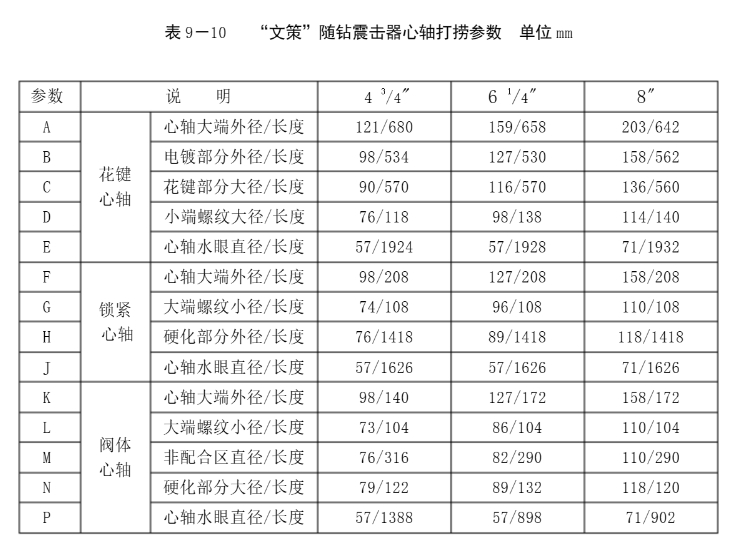 表 9－10 “文策”随钻震击器心轴打捞参数 单位 mm
参数 说 明 4 3/4″ 6 1/4″ 8″
A 心轴大端外径/长度 121/680 159/658 203/642
B 电镀部分外径/长度 98/534 127/530 158/562
花键
心轴
C 花键部分大径/长度 90/570 116/570 136/560
D 小端螺纹大径/长度 76/118 98/138 114/140
E 心轴水眼直径/长度 57/1924 57/1928 71/1932
F 心轴大端外径/长度 98/208 127/208 158/208
锁紧
心轴
G 大端螺纹小径/长度 74/108 96/108 110/108
H 硬化部分外径/长度 76/1418 89/1418 118/1418
J 心轴水眼直径/长度 57/1626 57/1626 71/1626
K 心轴大端外径/长度 98/140 127/172 158/172
L 大端螺纹小径/长度 73/104 86/104 110/104
阀体
心轴
M 非配合区直径/长度 76/316 82/290 110/290
N 硬化部分大径/长度 79/122 89/132 118/120
P 心轴水眼直径/长度 57/1388 57/898 71/902